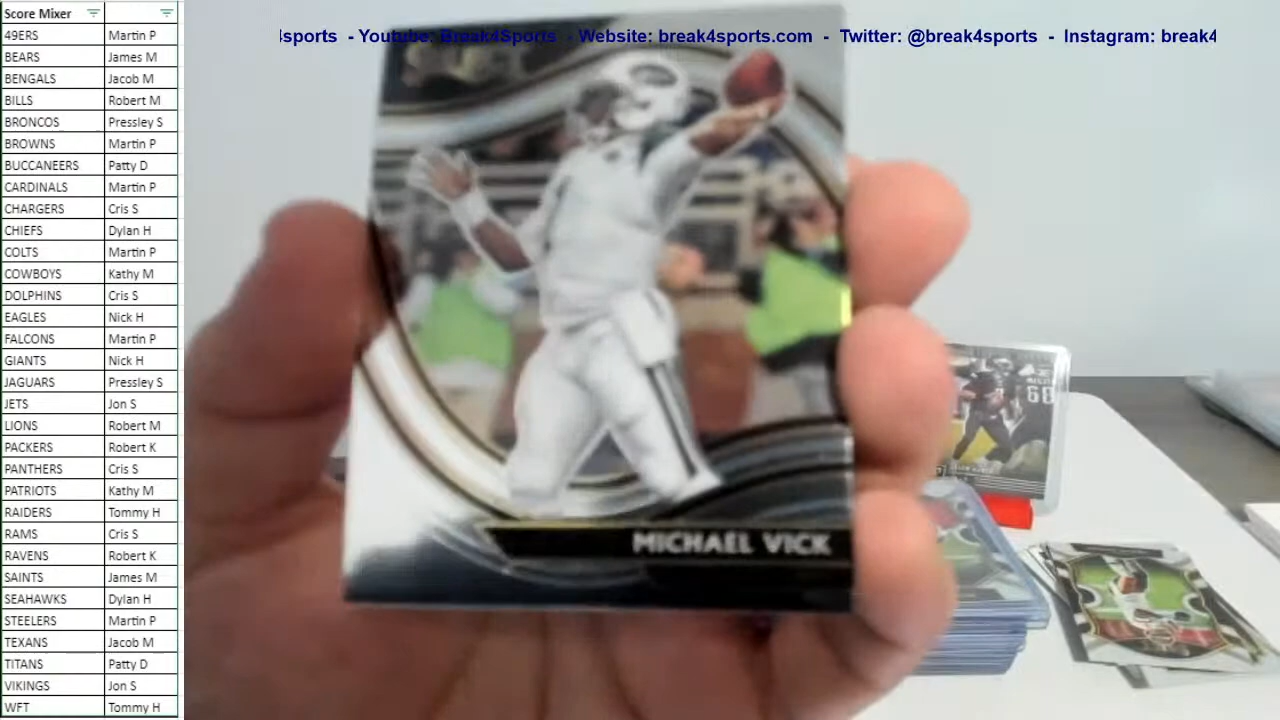 Score Mixer
49ERS Martin P
BEARS James M
BENGALS Jacob M
BILLS Robert M
BRONCOS Pressley S
BROWNS Martin P
BUCCANEERS Patty D
CARDINALS Martin P
CHARGERS Cris S
CHIEFS Dylan H
COLTS Martin P
COWBOYS Kathy M
DOLPHINS Cris S
EAGLES Nick H
FALCONS Martin P
GIANTS Nick H
JAGUARS Pressley S
JETS Jon S
LIONS Robert M
PACKERS Robert K
PANTHERS Cris S
PATRIOTS Kathy M
RAIDERS Tommy H
RAMS Cris S
RAVENS Robert K
SAINTS James M
SEAHAWKS Dylan H
STEELERS Martin P
TEXANS Jacob M
TITANS Patty D
VIKINGS Jon S
WFT Tommy H
sports - Youtube: Break4Sports - Website: break4sports.com - Twitter: @break4sports - Instagram: break4
MICHAEL VICK